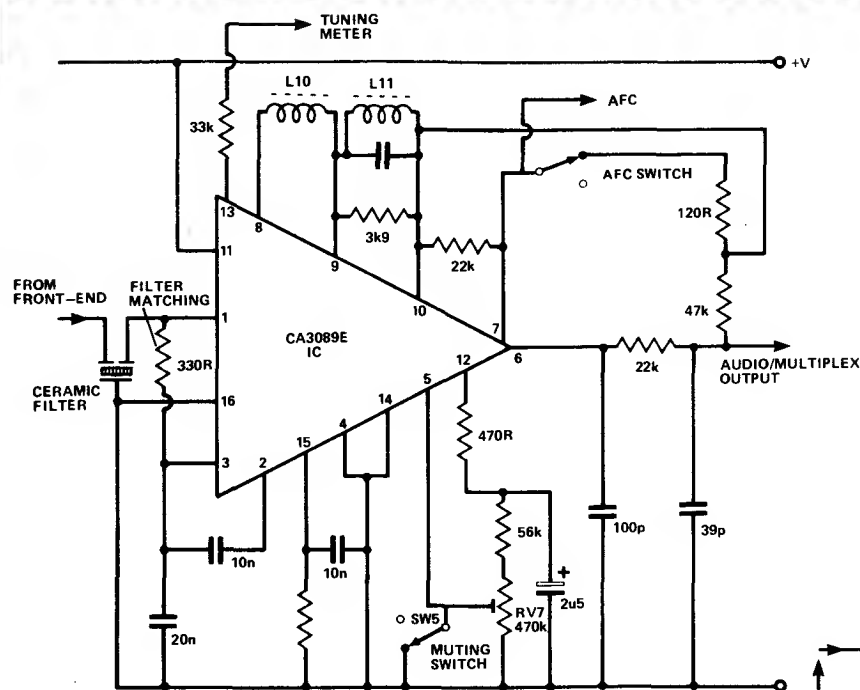 TUNING
METER
+V
L10
L11
AFC
33k
AFC SWITCH
120R
13
8
3k9
22k
11
9
47k
FROM
FRONT-END
FILTER
MATCHING
10
1
CA3089E
IC
7
6
22k
AUDIO/MULTIPLEX
OUTPUT
330R
12
CERAMIC
FILTER
16
5
14
4
470R
3
2
15
56k
100p
39p
10n
10n
+
2u5
RV7
470k
SW5
MUTING
SWITCH
20n